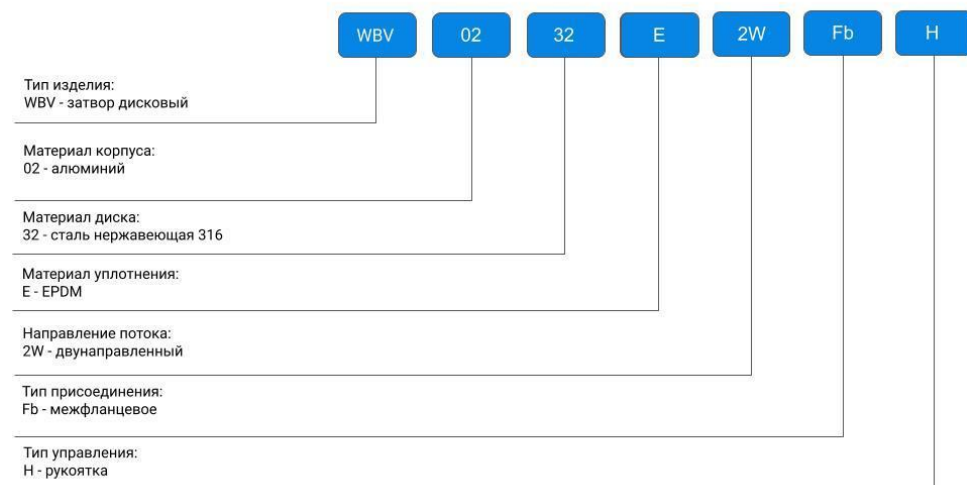 WBV 02 32 E 2W Fb H
Тип изделия:
WBV - затвор дисковый
Материал корпуса:
02 - алюминий
Материал диска:
32 - сталь нержавеющая 316
Материал уплотнения:
E - EPDM
Направление потока:
2W - двунаправленный
Тип присоединения:
Fb - межфланцевое
Тип управления:
H - рукоятка